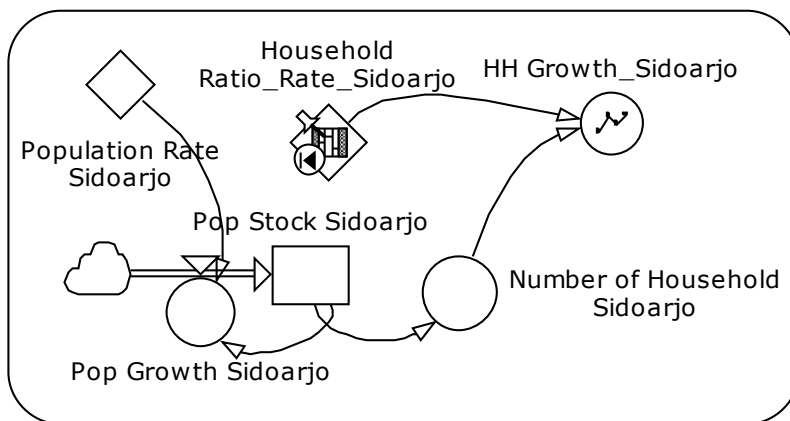 Household
Ratio_Rate_Sidoarjo
HH Growth_Sidoarjo
Population Rate
Sidoarjo
Pop Stock Sidoarjo
Number of Household
Sidoarjo
Pop Growth Sidoarjo